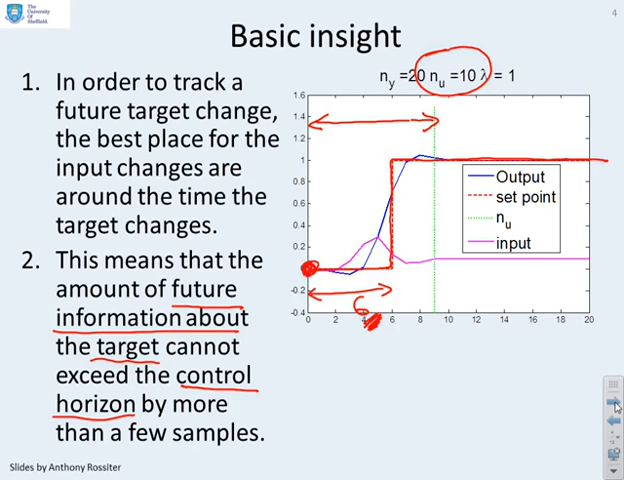 The
University
Of
Sheffield.
4
Basic insight
1. In order to track a
future target change,
the best place for the
input changes are
around the time the
target changes.
2. This means that the
amount of future
information about
the target cannot
exceed the control
horizon by more
than a few samples.
n_y =20 n_u =10 λ = 1
1.6
1.4
1.2
1
0.8
0.6
0.4
0.2
0
-0.2
-0.4
Output
set point
n_u
input
6
0 2 4 6 8 10 12 14 16 18 20
Slides by Anthony Rossiter